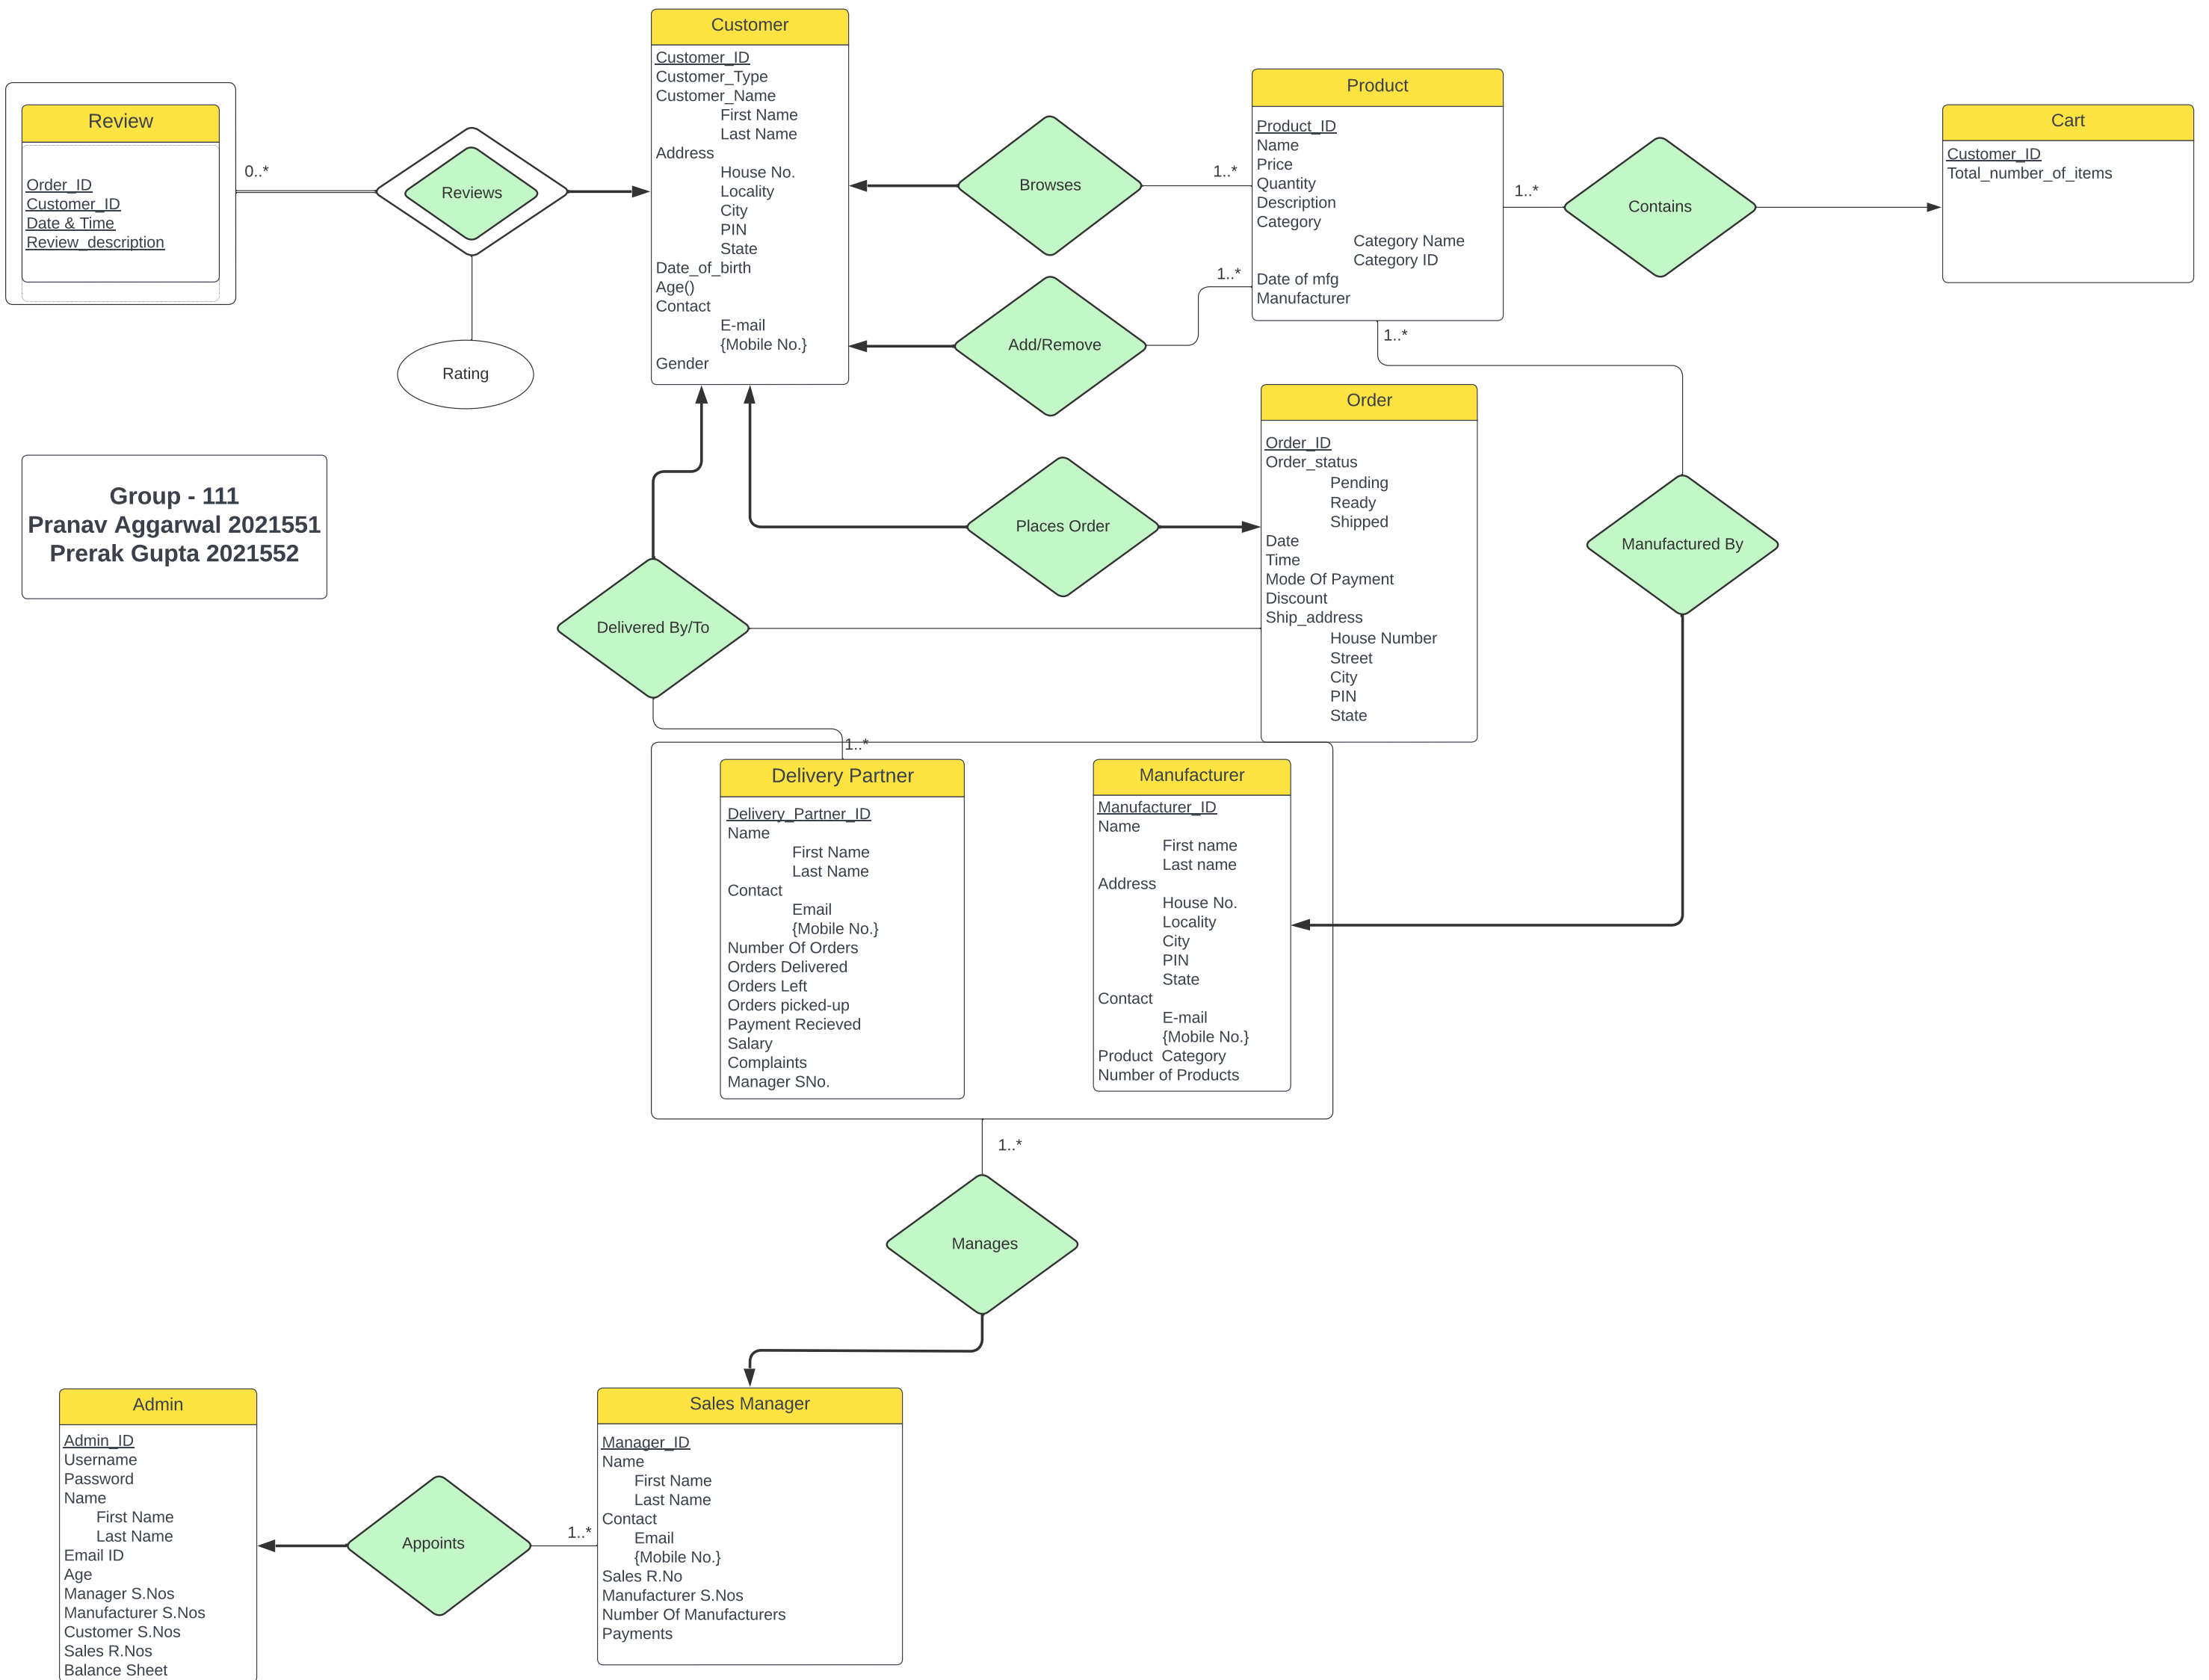 Customer
Customer_ID
Customer_Type
Customer_Name
First Name
Last Name
Address
House No.
Locality
City
PIN
State
Date_of_birth
Age()
Contact
E-mail
{Mobile No.}
Gender
Review
Order_ID
Customer_ID
Date & Time
Review_description
0..*
Reviews
Rating
Browses
1..*
Add/Remove
1..*
Product
Product_ID
Name
Price
Quantity
Description
Category
Category Name
Category ID
Date of mfg
Manufacturer
1..*
Contains
1..*
Cart
Customer_ID
Total_number_of_items
Group - 111
Pranav Aggarwal 2021551
Prerak Gupta 2021552
Places Order
Order
Order_ID
Order_status
Pending
Ready
Shipped
Date
Time
Mode Of Payment
Discount
Ship_address
House Number
Street
City
PIN
State
Manufactured By
Delivered By/To
1..*
Delivery Partner
Delivery_Partner_ID
Name
First Name
Last Name
Contact
Email
{Mobile No.}
Number Of Orders
Orders Delivered
Orders Left
Orders picked-up
Payment Recieved
Salary
Complaints
Manager SNo.
Manufacturer
Manufacturer_ID
Name
First name
Last name
Address
House No.
Locality
City
PIN
State
Contact
E-mail
{Mobile No.}
Product  Category
Number of Products
1..*
Manages
Admin
Admin_ID
Username
Password
Name
First Name
Last Name
Email ID
Age
Manager S.Nos
Manufacturer S.Nos
Customer S.Nos
Sales R.Nos
Balance Sheet
Appoints
1..*
Sales Manager
Manager_ID
Name
First Name
Last Name
Contact
Email
{Mobile No.}
Sales R.No
Manufacturer S.Nos
Number Of Manufacturers
Payments